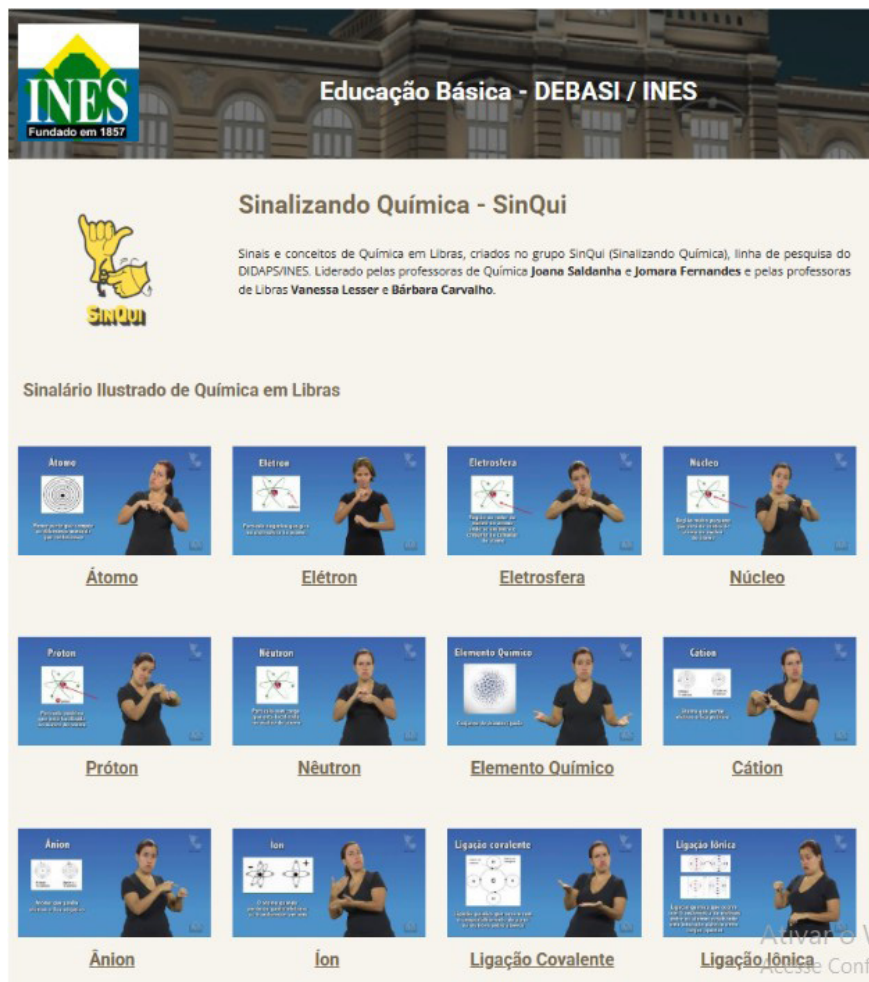 INES
Fundado em 1857
Educação Básica - DEBASI / INES
Sinalizando Química - SinQui
Sinais e conceitos de Química em Libras, criados no grupo SinQui (Sinalizando Química), linha de pesquisa do
DIDAPS/INES. Liderado pelas professoras de Química Joana Saldanha e Jomara Fernandes e pelas professoras
de Libras Vanessa Lesser e Bárbara Carvalho.
SINQUI
Sinalário Ilustrado de Química em Libras
Átomo
Elétron
Eletrosfera
Núcleo
Átomo
Elétron
Eletrosfera
Núcleo
Próton
Nêutron
Elemento Químico
Cátion
Próton
Nêutron
Elemento Químico
Cátion
Ânion
Íon
Ligação covalente
Ligação Iônica
Ânion
Íon
Ligação Covalente
Ligação Iônica
Ativar o
Acesse Conf